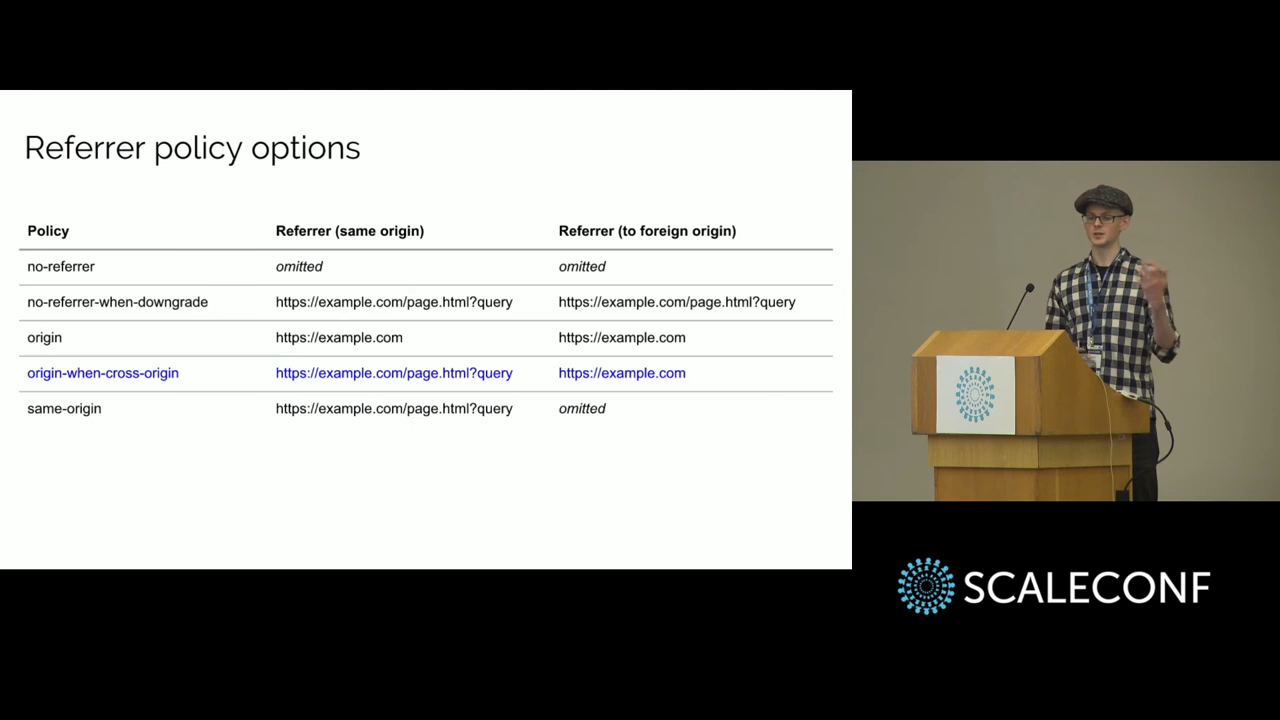 Referrer policy options
Policy Referrer (same origin) Referrer (to foreign origin)
no-referrer omitted omitted
no-referrer-when-downgrade https://example.com/page.html?query https://example.com/page.html?query
origin https://example.com https://example.com
origin-when-cross-origin https://example.com/page.html?query https://example.com
same-origin https://example.com/page.html?query omitted
SCALECONF